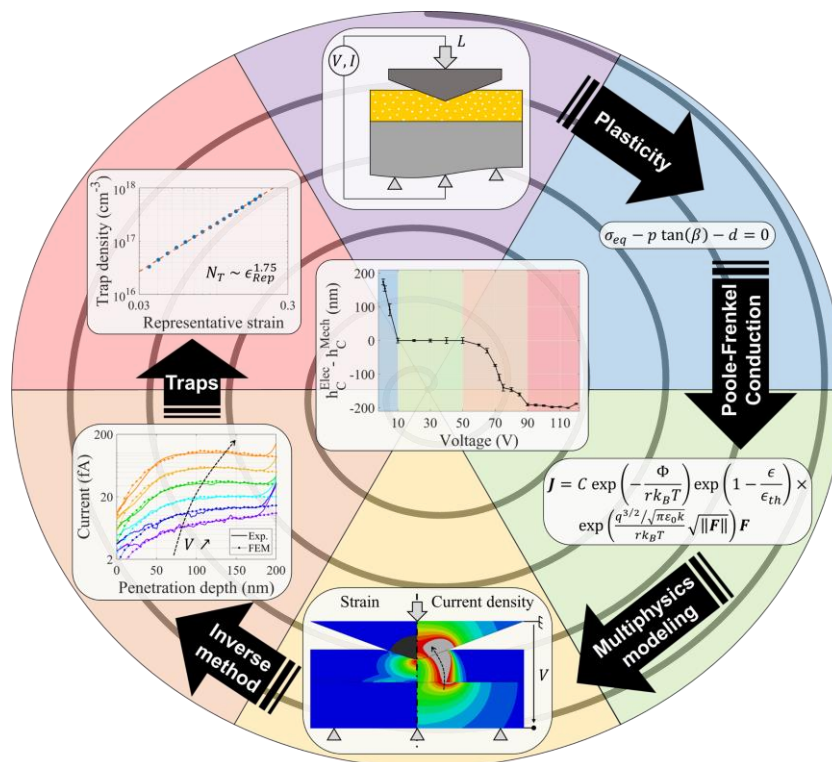 L
V, I
Plasticity
σ_eq − p tan(β) − d = 0
Poole-Frenkel
Conduction
J = C exp (− Φ / rk_BT) exp (1 − ϵ / ϵ_th) ×
exp (q^{3/2}/√πε_0k / rk_BT √‖F‖) F
Multiphysics
modeling
Strain
Current density
V
Inverse
method
Current (fA)
200
20
2
V ↗
Exp.
FEM
0
50
100
150
200
Penetration depth (nm)
Traps
Trap density (cm^-3)
10^18
10^17
10^16
N_T ~ ϵ_Rep^1.75
0.03
0.3
Representative strain
h_C^Elec - h_C^Mech (nm)
200
100
0
-100
-200
10
30
50
70
90
110
Voltage (V)